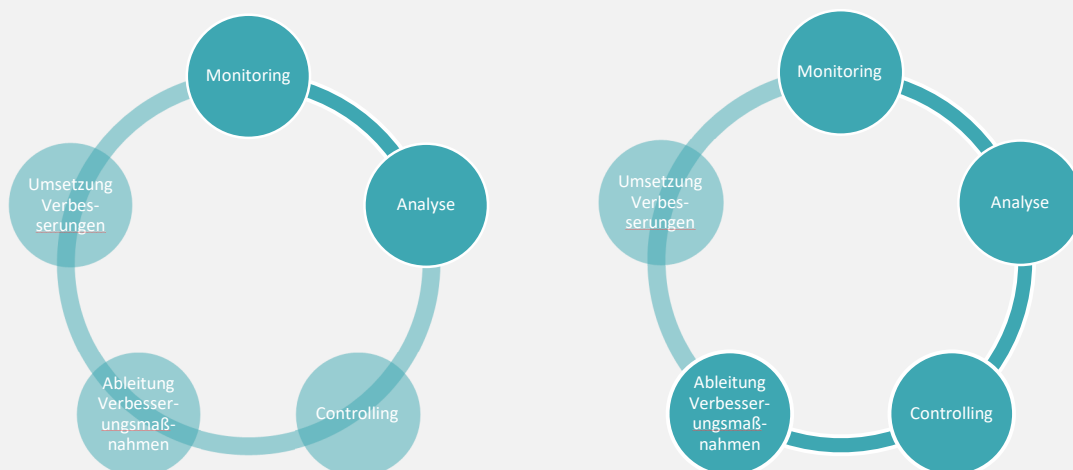 Monitoring
Analyse
Controlling
Ableitung
Verbesser-
ungsmaß-
nahmen
Umsetzung
Verbes-
serungen
Monitoring
Analyse
Controlling
Ableitung
Verbesser-
ungsmaß-
nahmen
Umsetzung
Verbes-
serungen